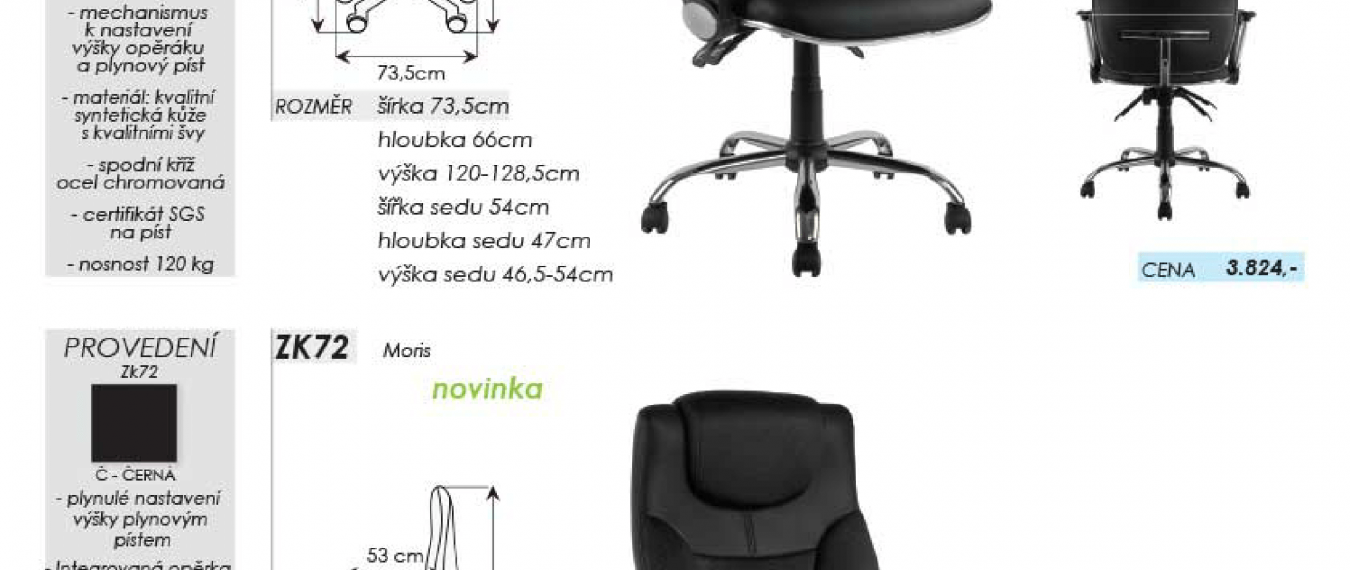 - mechanismus
k nastavení
výšky opěráku
a plynový píst
- materiál: kvalitní
syntetická kůže
s kvalitními švy
- spodní kříž
ocel chromovaná
- certifikát SGS
na píst
- nosnost 120 kg
73,5cm
ROZMĚR šírka 73,5cm
hloubka 66cm
výška 120-128,5cm
šířka sedu 54cm
hloubka sedu 47cm
výška sedu 46,5-54cm
CENA 3.824,-
PROVEDENÍ
Zk72
Č - ČERNÁ
- plynulé nastavení
výšky plynovým
pístem
- Integrovaná opěrka
ZK72 Moris
novinka
53 cm